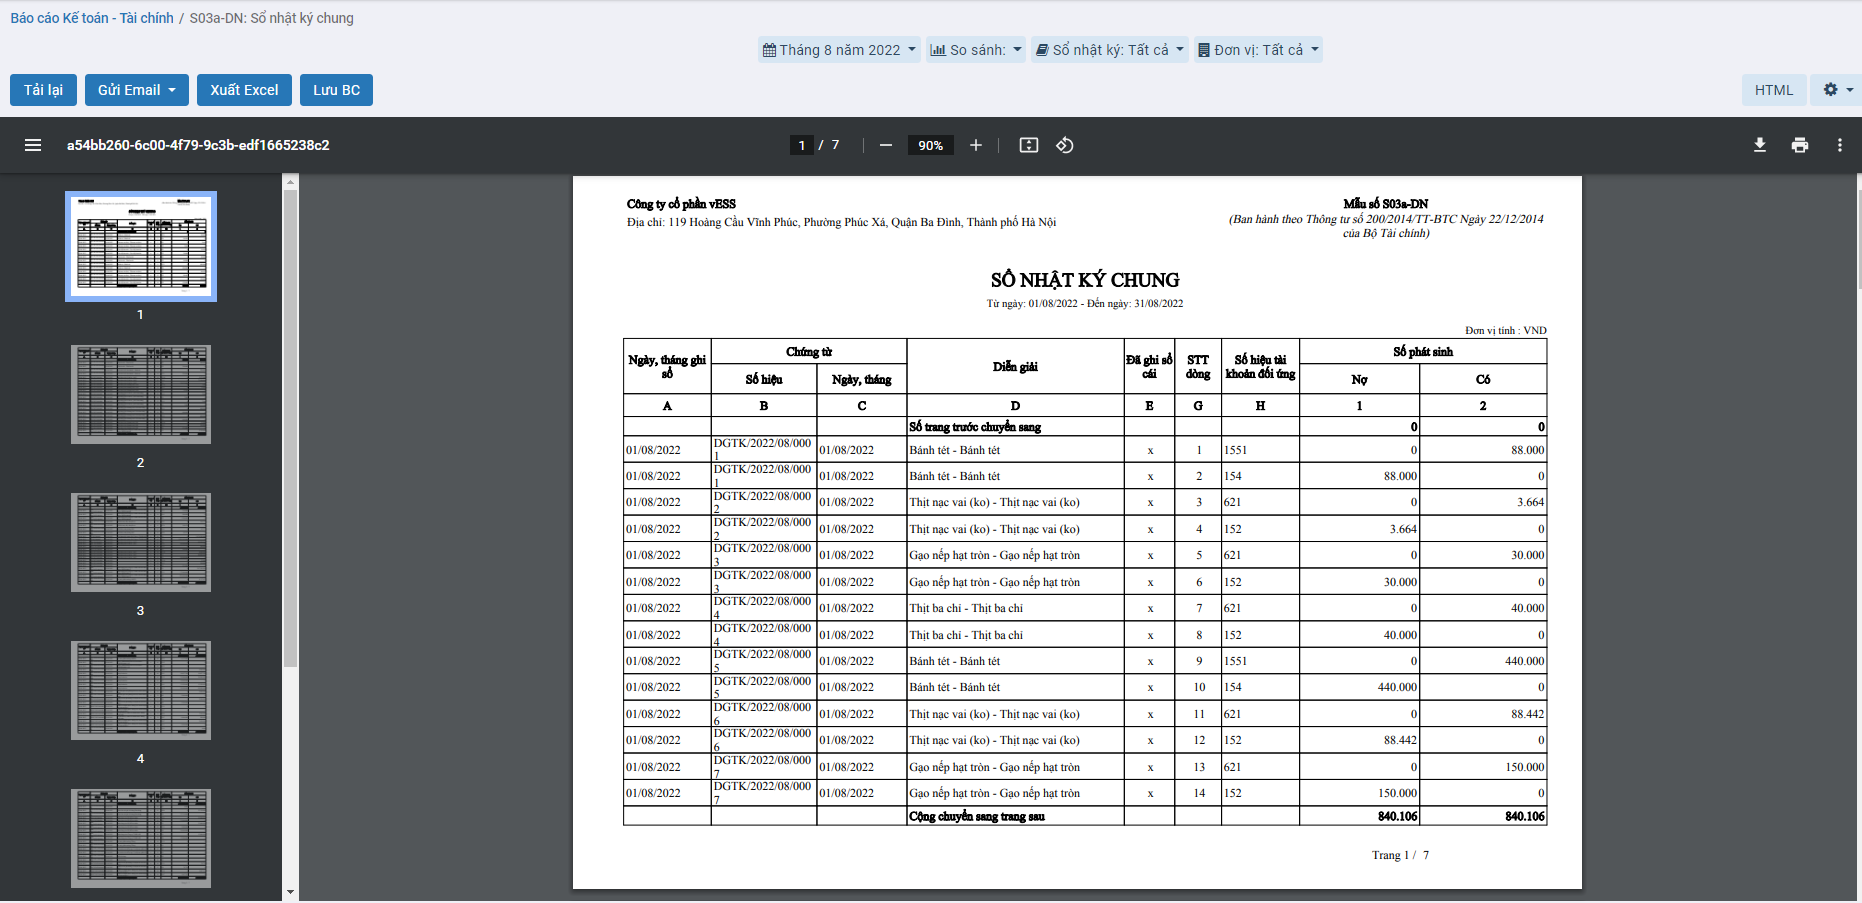 Báo cáo Kế toán - Tài chính / S03a-DN: Sổ nhật ký chung
Tháng 8 năm 2022 So sánh: Sổ nhật ký: Tất cả Đơn vị: Tất cả
Tải lại Gửi Email Xuất Excel Lưu BC HTML
a54bb260-6c00-4f79-9c3b-edf1665238c2 1 / 7 90%
1
2
3
4
Công ty cổ phần vESS
Địa chỉ: 119 Hoàng Cầu Vĩnh Phúc, Phường Phúc Xá, Quận Ba Đình, Thành phố Hà Nội
Mẫu số S03a-DN
(Ban hành theo Thông tư số 200/2014/TT-BTC Ngày 22/12/2014
của Bộ Tài chính)
SỔ NHẬT KÝ CHUNG
Từ ngày: 01/08/2022 - Đến ngày: 31/08/2022
Đơn vị tính : VND
Ngày, tháng ghi sổ Chứng từ Diễn giải Đã ghi sổ cái STT dòng Số hiệu tài khoản đối ứng Số phát sinh
Số hiệu Ngày, tháng Nợ Có
A B C D E G H 1 2
Số trang trước chuyển sang 0 0
01/08/2022 DGTK/2022/08/0001 01/08/2022 Bánh tét - Bánh tét x 1 1551 0 88.000
01/08/2022 DGTK/2022/08/0001 01/08/2022 Bánh tét - Bánh tét x 2 154 88.000 0
01/08/2022 DGTK/2022/08/0002 01/08/2022 Thịt nạc vai (ko) - Thịt nạc vai (ko) x 3 621 0 3.664
01/08/2022 DGTK/2022/08/0002 01/08/2022 Thịt nạc vai (ko) - Thịt nạc vai (ko) x 4 152 3.664 0
01/08/2022 DGTK/2022/08/0003 01/08/2022 Gạo nếp hạt tròn - Gạo nếp hạt tròn x 5 621 0 30.000
01/08/2022 DGTK/2022/08/0003 01/08/2022 Gạo nếp hạt tròn - Gạo nếp hạt tròn x 6 152 30.000 0
01/08/2022 DGTK/2022/08/0004 01/08/2022 Thịt ba chỉ - Thịt ba chỉ x 7 621 0 40.000
01/08/2022 DGTK/2022/08/0004 01/08/2022 Thịt ba chỉ - Thịt ba chỉ x 8 152 40.000 0
01/08/2022 DGTK/2022/08/0005 01/08/2022 Bánh tét - Bánh tét x 9 1551 0 440.000
01/08/2022 DGTK/2022/08/0005 01/08/2022 Bánh tét - Bánh tét x 10 154 440.000 0
01/08/2022 DGTK/2022/08/0006 01/08/2022 Thịt nạc vai (ko) - Thịt nạc vai (ko) x 11 621 0 88.442
01/08/2022 DGTK/2022/08/0006 01/08/2022 Thịt nạc vai (ko) - Thịt nạc vai (ko) x 12 152 88.442 0
01/08/2022 DGTK/2022/08/0007 01/08/2022 Gạo nếp hạt tròn - Gạo nếp hạt tròn x 13 621 0 150.000
01/08/2022 DGTK/2022/08/0007 01/08/2022 Gạo nếp hạt tròn - Gạo nếp hạt tròn x 14 152 150.000 0
Cộng chuyển sang trang sau 840.106 840.106
Trang 1 / 7